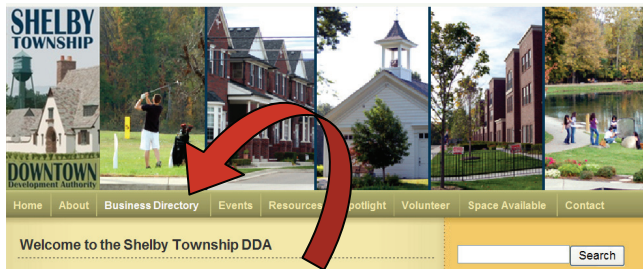 SHELBY
TOWNSHIP
DOWNTOWN
Development Authority
Home About Business Directory Events Resources Spotlight Volunteer Space Available Contact
Welcome to the Shelby Township DDA
Search